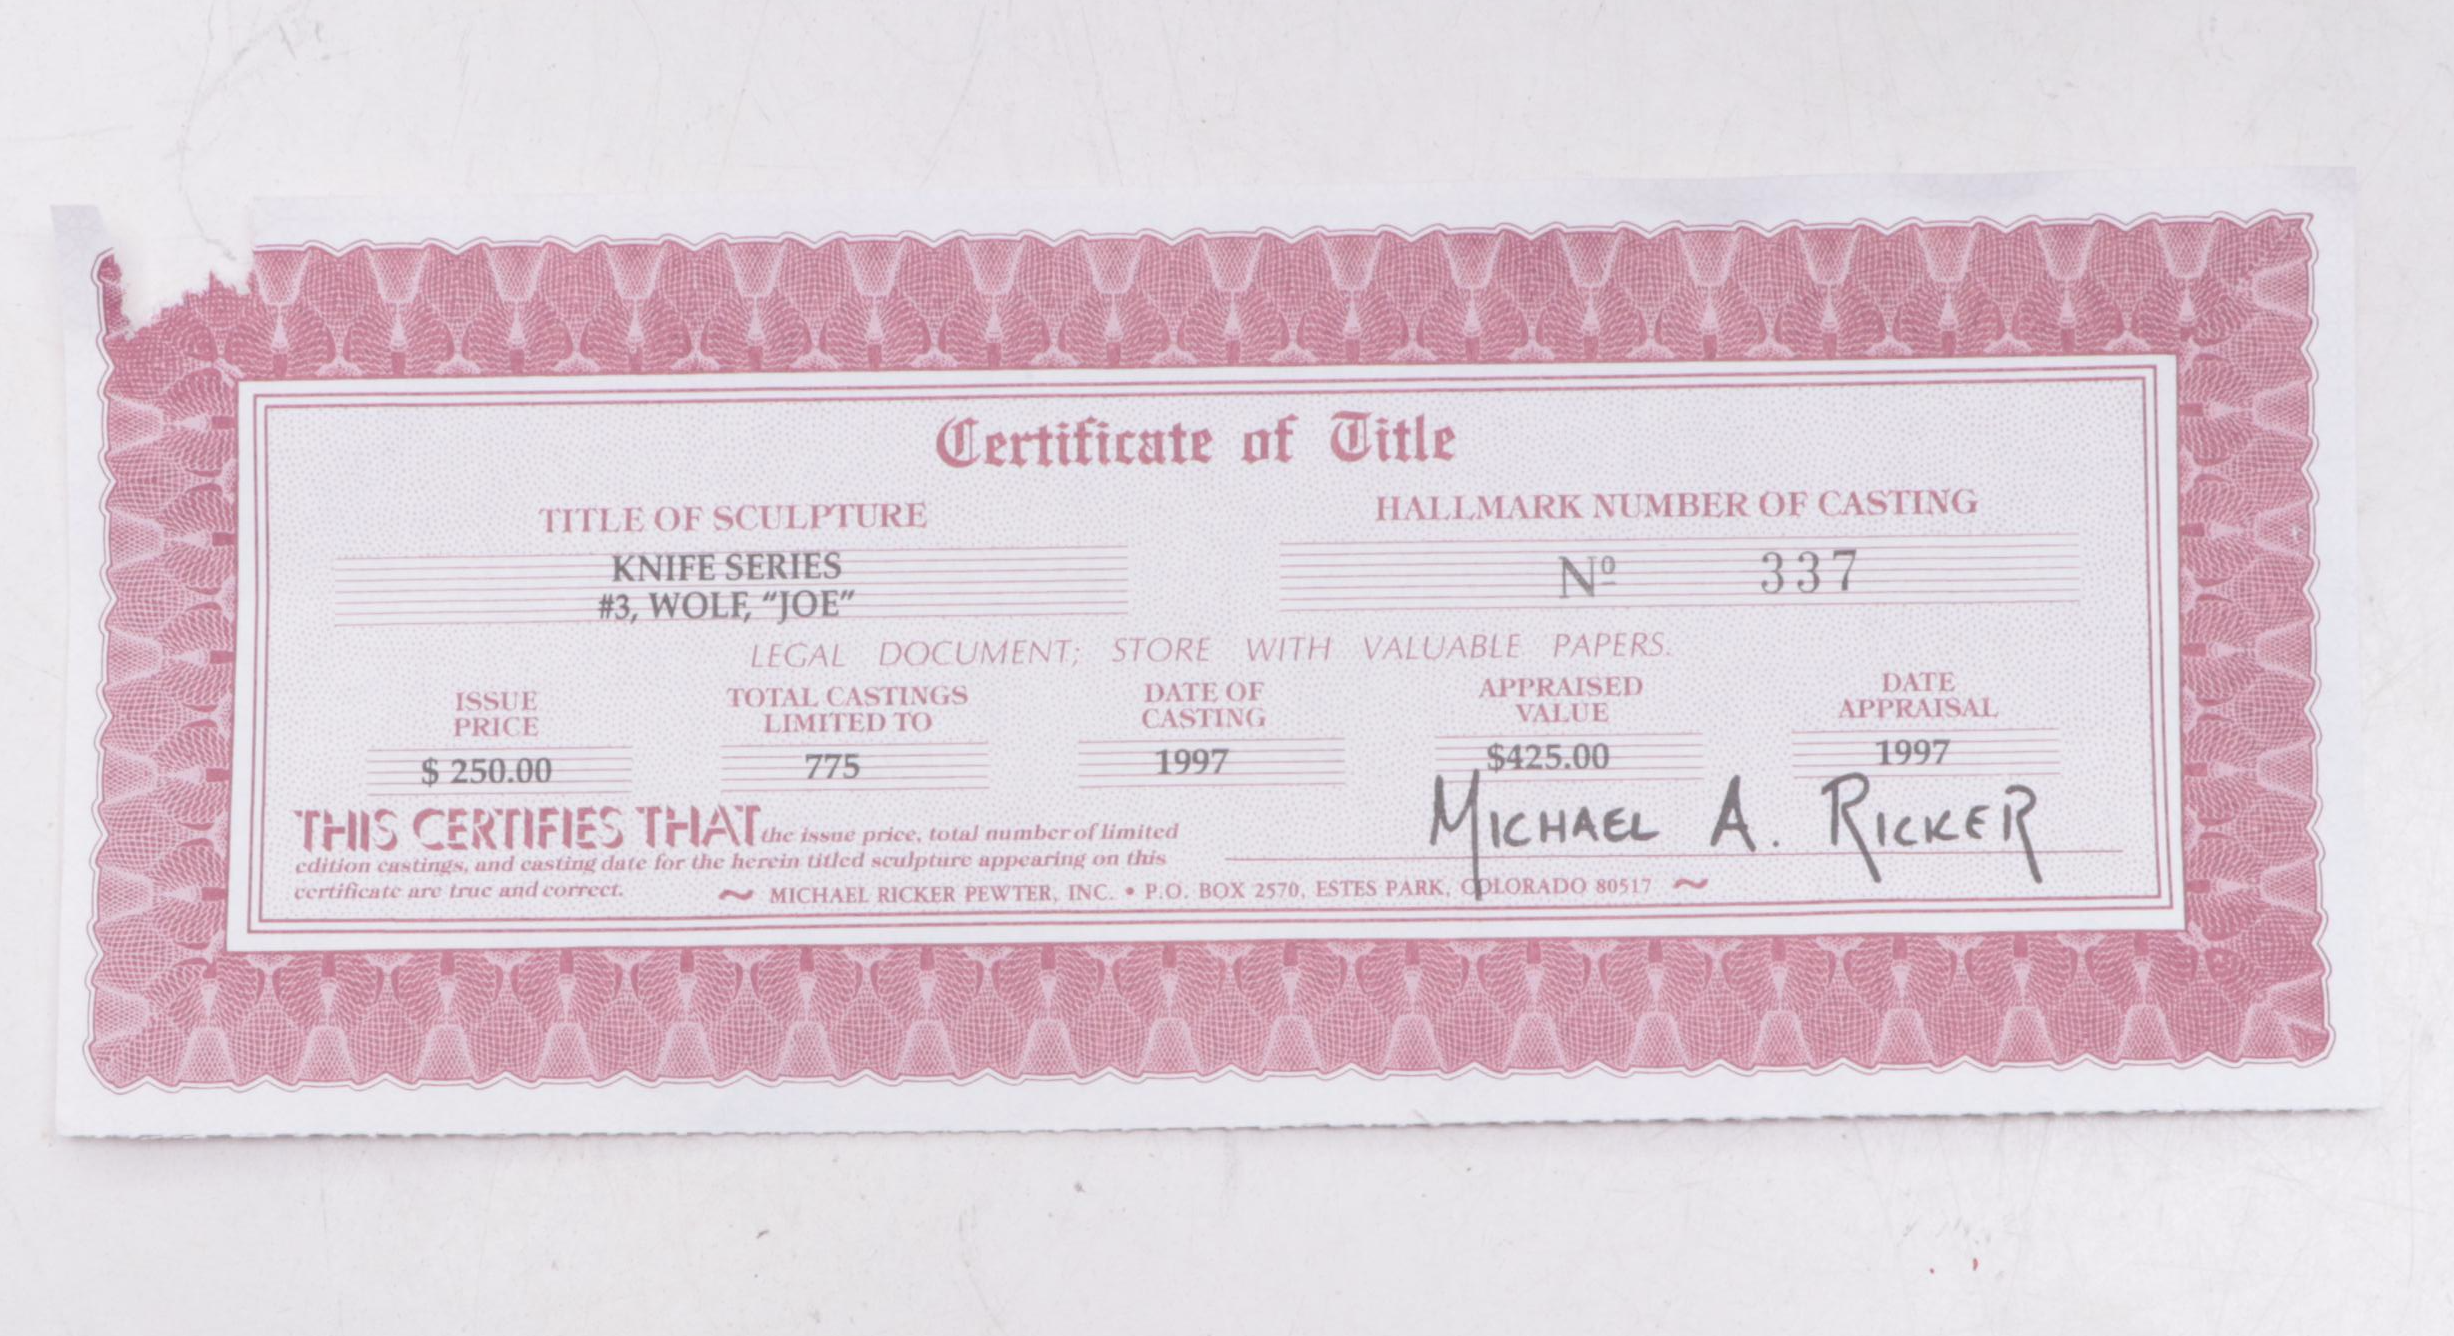 Certificate of Title
TITLE OF SCULPTURE
HALLMARK NUMBER OF CASTING
KNIFE SERIES
#3, WOLF, "JOE"
Nº 337
LEGAL DOCUMENT; STORE WITH VALUABLE PAPERS.
ISSUE
PRICE
TOTAL CASTINGS
LIMITED TO
DATE OF
CASTING
APPRAISED
VALUE
DATE
APPRAISAL
$ 250.00
775
1997
$425.00
1997
THIS CERTIFIES THAT the issue price, total number of limited
edition castings, and casting date for the herein titled sculpture appearing on this
certificate are true and correct.
MICHAEL A. RICKER
~ MICHAEL RICKER PEWTER, INC. • P.O. BOX 2570, ESTES PARK, COLORADO 80517 ~